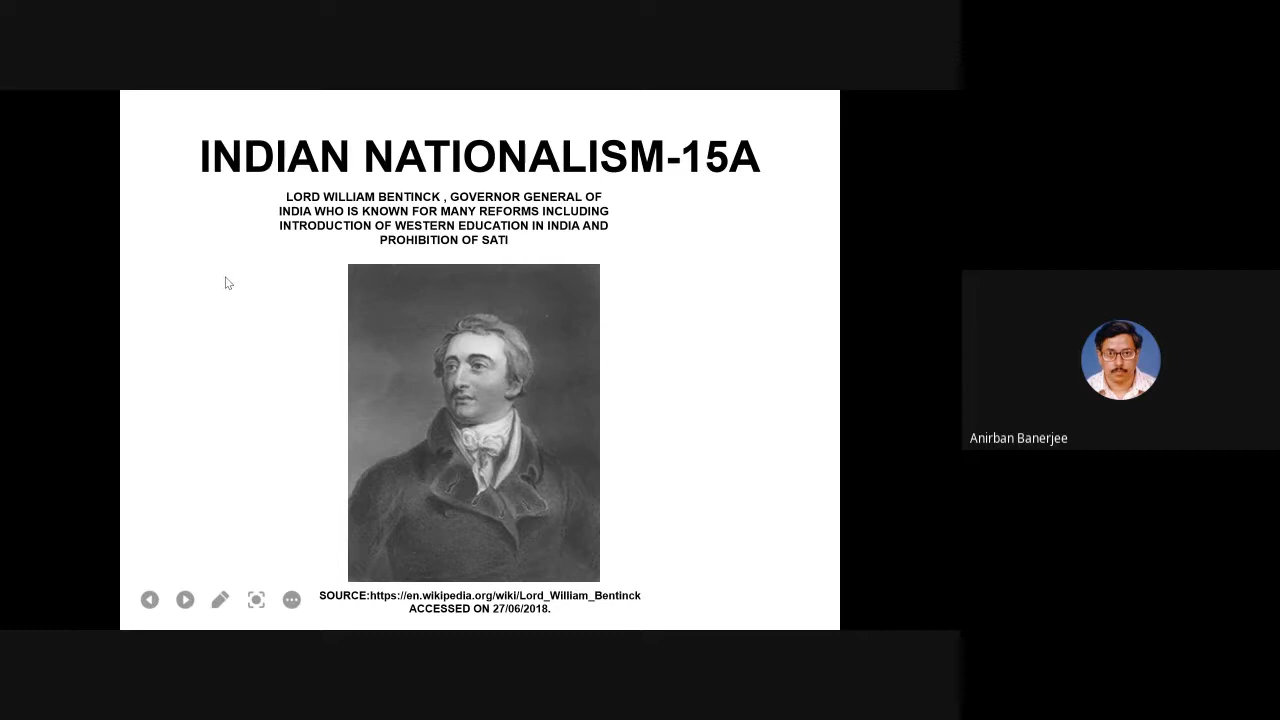 INDIAN NATIONALISM-15A
LORD WILLIAM BENTINCK , GOVERNOR GENERAL OF
INDIA WHO IS KNOWN FOR MANY REFORMS INCLUDING
INTRODUCTION OF WESTERN EDUCATION IN INDIA AND
PROHIBITION OF SATI
SOURCE:https://en.wikipedia.org/wiki/Lord_William_Bentinck
ACCESSED ON 27/06/2018.
Anirban Banerjee